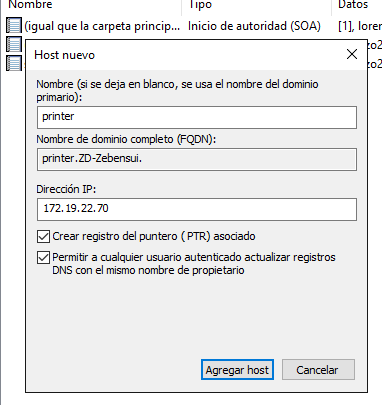 Nombre Tipo Datos
(igual que la carpeta princip... Inicio de autoridad (SOA) [1], loren
Host nuevo
Nombre (si se deja en blanco, se usa el nombre del dominio
primario):
printer
Nombre de dominio completo (FQDN):
printer.ZD-Zebensui.
Dirección IP:
172.19.22.70
Crear registro del puntero (PTR) asociado
Permitir a cualquier usuario autenticado actualizar registros
DNS con el mismo nombre de propietario
Agregar host Cancelar